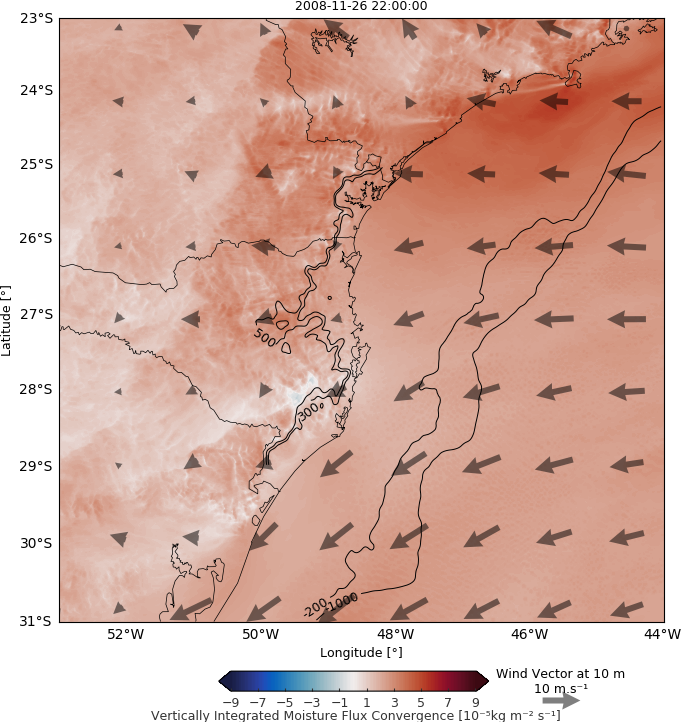 2008-11-26 22:00:00
23°S
24°S
25°S
26°S
27°S
28°S
29°S
30°S
31°S
Latitude [°]
500
300
-200
-1000
52°W 50°W 48°W 46°W 44°W
Longitude [°]
Wind Vector at 10 m
10 m.s⁻¹
−9 −7 −5 −3 −1 1 3 5 7 9
Vertically Integrated Moisture Flux Convergence [10⁻⁵kg m⁻² s⁻¹]